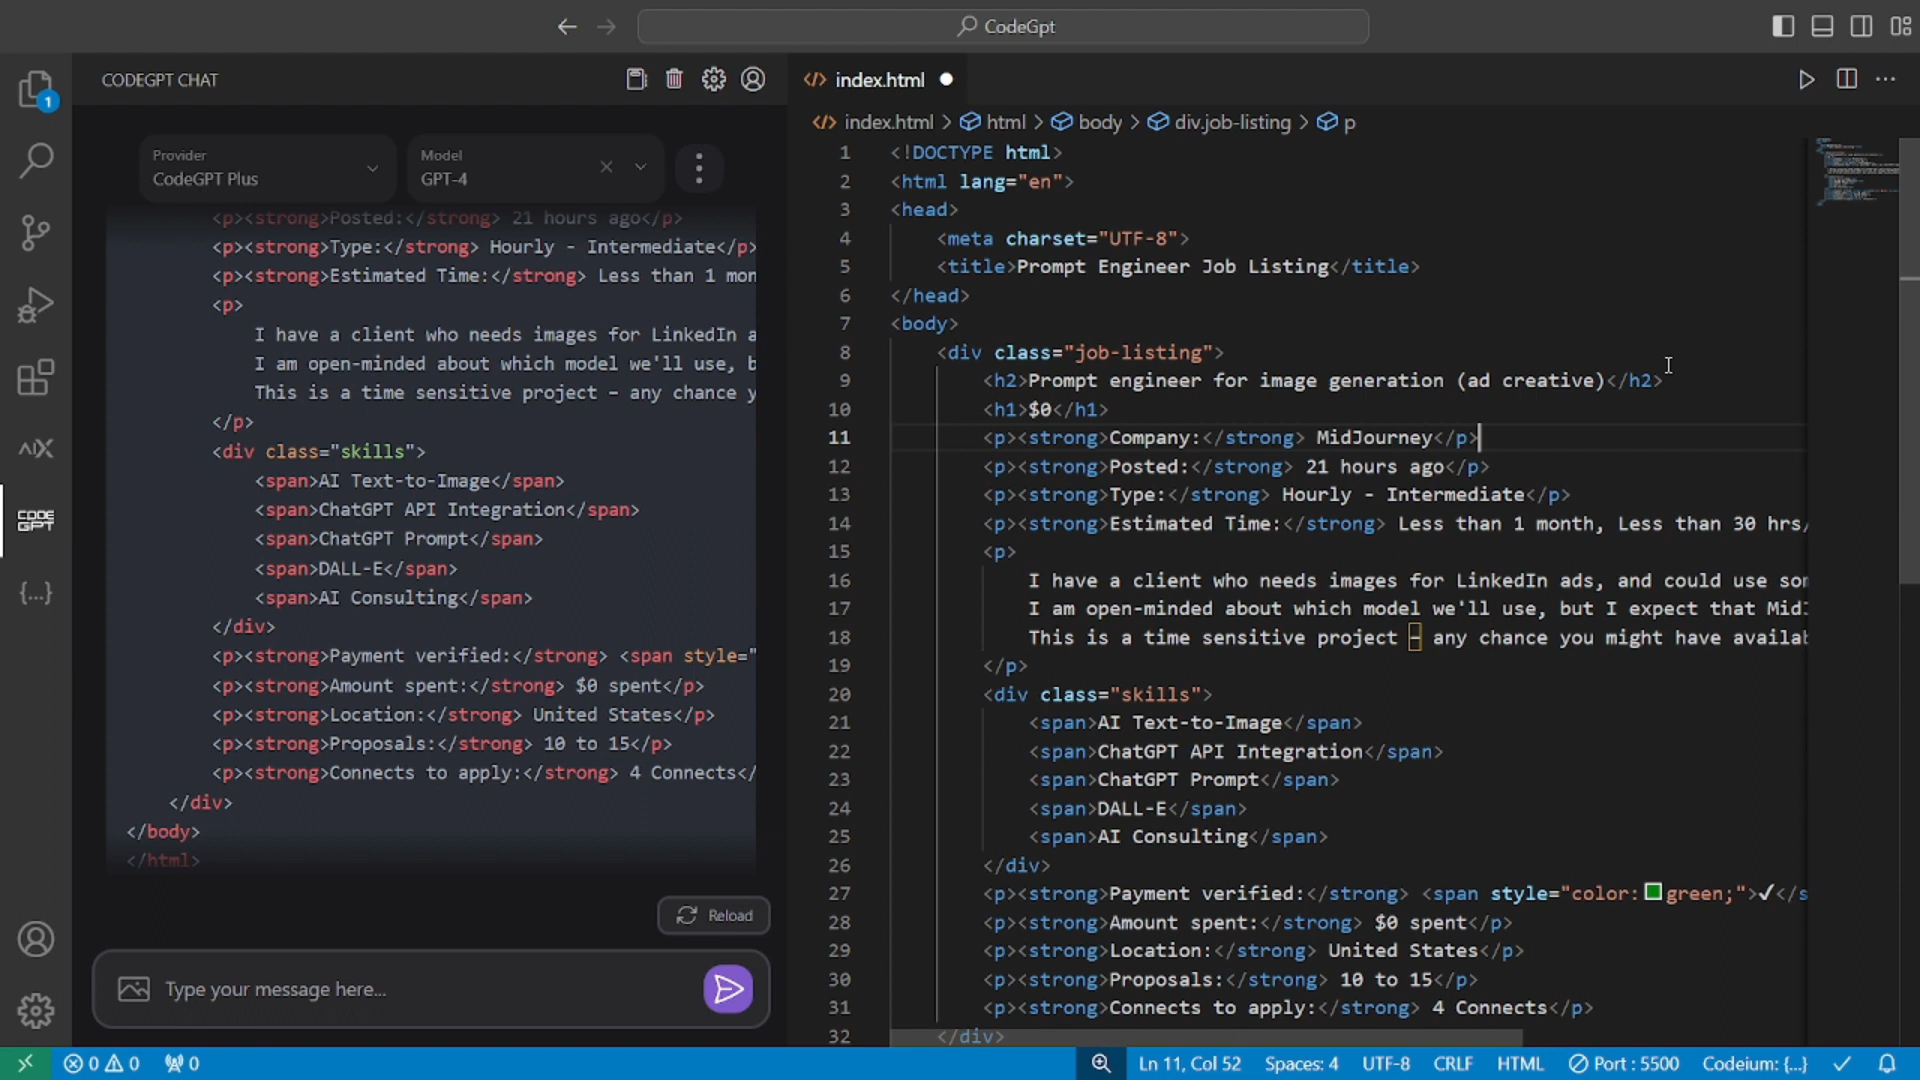 CodeGpt
CODEGPT CHAT
Provider
CodeGPT Plus
Model
GPT-4
<p><strong>Posted:</strong> 21 hours ago</p>
<p><strong>Type:</strong> Hourly - Intermediate</p>
<p><strong>Estimated Time:</strong> Less than 1 mon
<p>
I have a client who needs images for LinkedIn a
I am open-minded about which model we'll use, b
This is a time sensitive project – any chance y
</p>
<div class="skills">
<span>AI Text-to-Image</span>
<span>ChatGPT API Integration</span>
<span>ChatGPT Prompt</span>
<span>DALL-E</span>
<span>AI Consulting</span>
</div>
<p><strong>Payment verified:</strong> <span style="
<p><strong>Amount spent:</strong> $0 spent</p>
<p><strong>Location:</strong> United States</p>
<p><strong>Proposals:</strong> 10 to 15</p>
<p><strong>Connects to apply:</strong> 4 Connects</
</div>
</body>
</html>
Reload
Type your message here...
1
CODE GPT
{...}
index.html
index.html > html > body > div.job-listing > p
1 <!DOCTYPE html>
2 <html lang="en">
3 <head>
4 <meta charset="UTF-8">
5 <title>Prompt Engineer Job Listing</title>
6 </head>
7 <body>
8 <div class="job-listing">
9 <h2>Prompt engineer for image generation (ad creative)</h2>
10 <h1>$0</h1>
11 <p><strong>Company:</strong> MidJourney</p>
12 <p><strong>Posted:</strong> 21 hours ago</p>
13 <p><strong>Type:</strong> Hourly - Intermediate</p>
14 <p><strong>Estimated Time:</strong> Less than 1 month, Less than 30 hrs/
15 <p>
16 I have a client who needs images for LinkedIn ads, and could use som
17 I am open-minded about which model we'll use, but I expect that MidJ
18 This is a time sensitive project – any chance you might have availab
19 </p>
20 <div class="skills">
21 <span>AI Text-to-Image</span>
22 <span>ChatGPT API Integration</span>
23 <span>ChatGPT Prompt</span>
24 <span>DALL-E</span>
25 <span>AI Consulting</span>
26 </div>
27 <p><strong>Payment verified:</strong> <span style="color:green;">✓</s
28 <p><strong>Amount spent:</strong> $0 spent</p>
29 <p><strong>Location:</strong> United States</p>
30 <p><strong>Proposals:</strong> 10 to 15</p>
31 <p><strong>Connects to apply:</strong> 4 Connects</p>
32 </div>
0 0 0 Ln 11, Col 52 Spaces: 4 UTF-8 CRLF HTML Port : 5500 Codeium: {...}